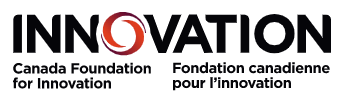 INNOVATION
Canada Foundation
for Innovation
Fondation canadienne
pour l'innovation